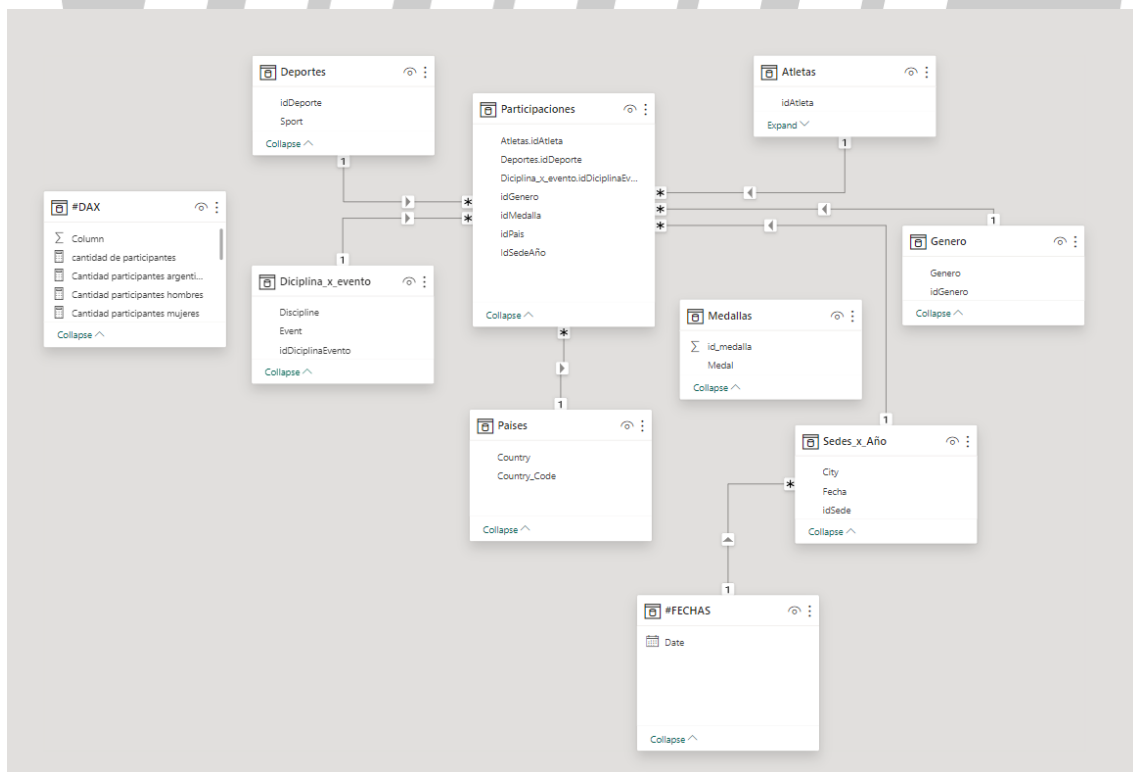 Deportes
idDeporte
Sport
Collapse
1
Participaciones
Atletas.idAtleta
Deportes.idDeporte
Diciplina_x_evento.idDiciplinaEv...
idGenero
idMedalla
idPais
IdSedeAño
Collapse
*
*
*
*
*
*
Atletas
idAtleta
Expand
1
#DAX
Column
cantidad de participantes
Cantidad participantes argenti...
Cantidad participantes hombres
Cantidad participantes mujeres
Collapse
1
Diciplina_x_evento
Discipline
Event
idDiciplinaEvento
Collapse
1
Genero
Genero
idGenero
Collapse
Medallas
id_medalla
Medal
Collapse
1
Paises
Country
Country_Code
Collapse
1
Sedes_x_Año
City
Fecha
idSede
Collapse
*
1
#FECHAS
Date
Collapse